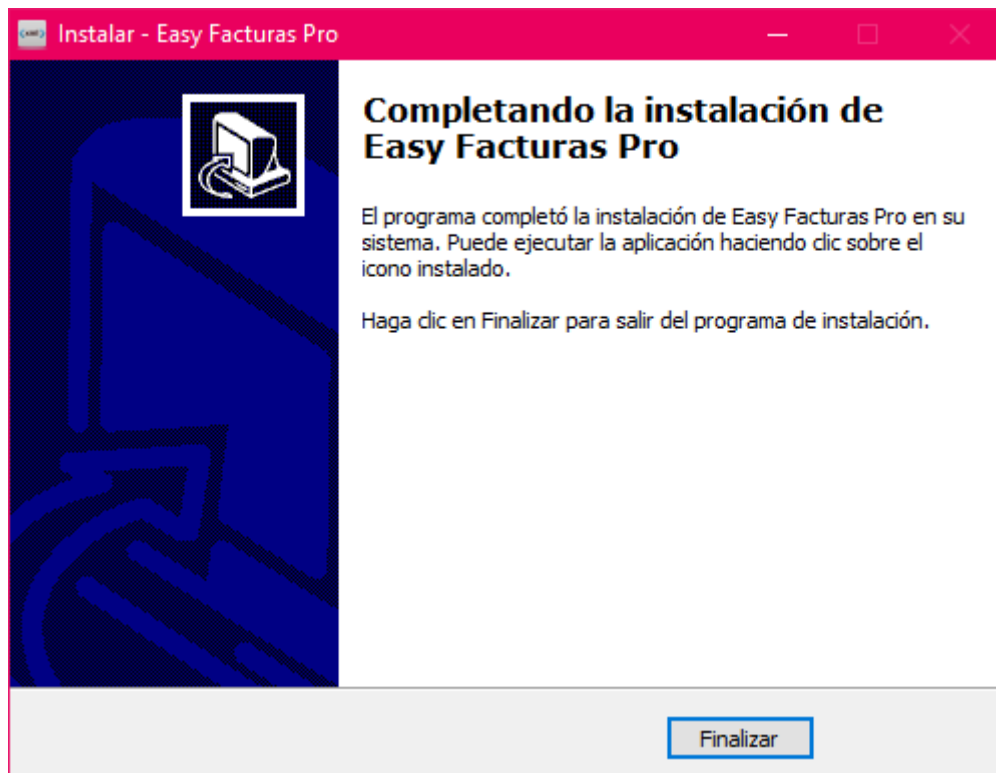 Instalar - Easy Facturas Pro
Completando la instalación de
Easy Facturas Pro
El programa completó la instalación de Easy Facturas Pro en su
sistema. Puede ejecutar la aplicación haciendo clic sobre el
icono instalado.
Haga clic en Finalizar para salir del programa de instalación.
Finalizar